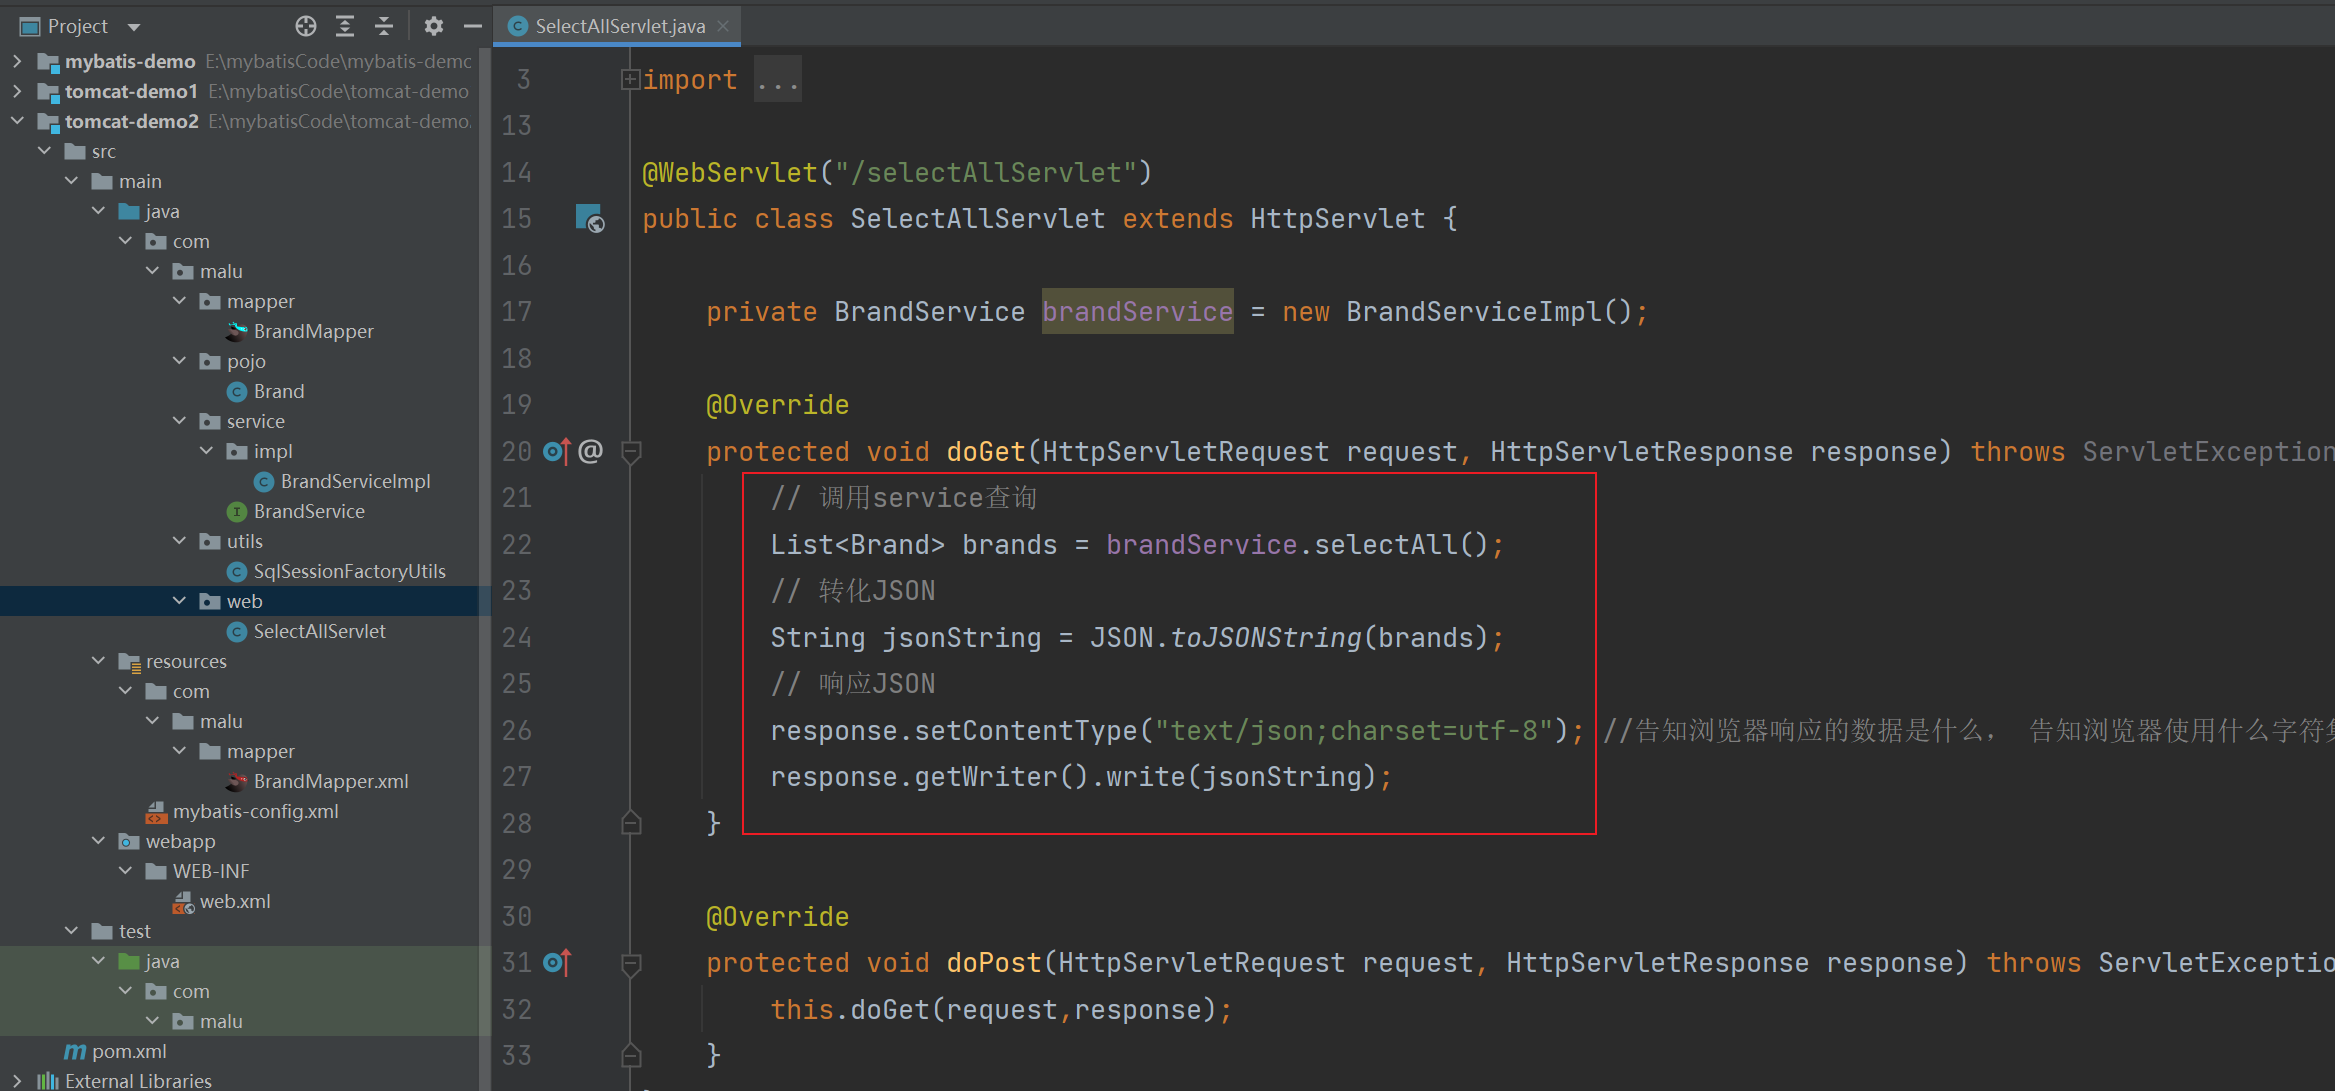 Project
mybatis-demo E:\mybatisCode\mybatis-demo
tomcat-demo1 E:\mybatisCode\tomcat-demo
tomcat-demo2 E:\mybatisCode\tomcat-demo.
src
main
java
com
malu
mapper
BrandMapper
pojo
Brand
service
impl
BrandServiceImpl
BrandService
utils
SqlSessionFactoryUtils
web
SelectAllServlet
resources
com
malu
mapper
BrandMapper.xml
mybatis-config.xml
webapp
WEB-INF
web.xml
test
java
com
malu
pom.xml
External Libraries
SelectAllServlet.java
3 import ...
13
14 @WebServlet("/selectAllServlet")
15 public class SelectAllServlet extends HttpServlet {
16
17 private BrandService brandService = new BrandServiceImpl();
18
19 @Override
20 protected void doGet(HttpServletRequest request, HttpServletResponse response) throws ServletException
21 // 调用service查询
22 List<Brand> brands = brandService.selectAll();
23 // 转化JSON
24 String jsonString = JSON.toJSONString(brands);
25 // 响应JSON
26 response.setContentType("text/json;charset=utf-8"); //告知浏览器响应的数据是什么， 告知浏览器使用什么字符集
27 response.getWriter().write(jsonString);
28 }
29
30 @Override
31 protected void doPost(HttpServletRequest request, HttpServletResponse response) throws ServletExceptio
32 this.doGet(request,response);
33 }